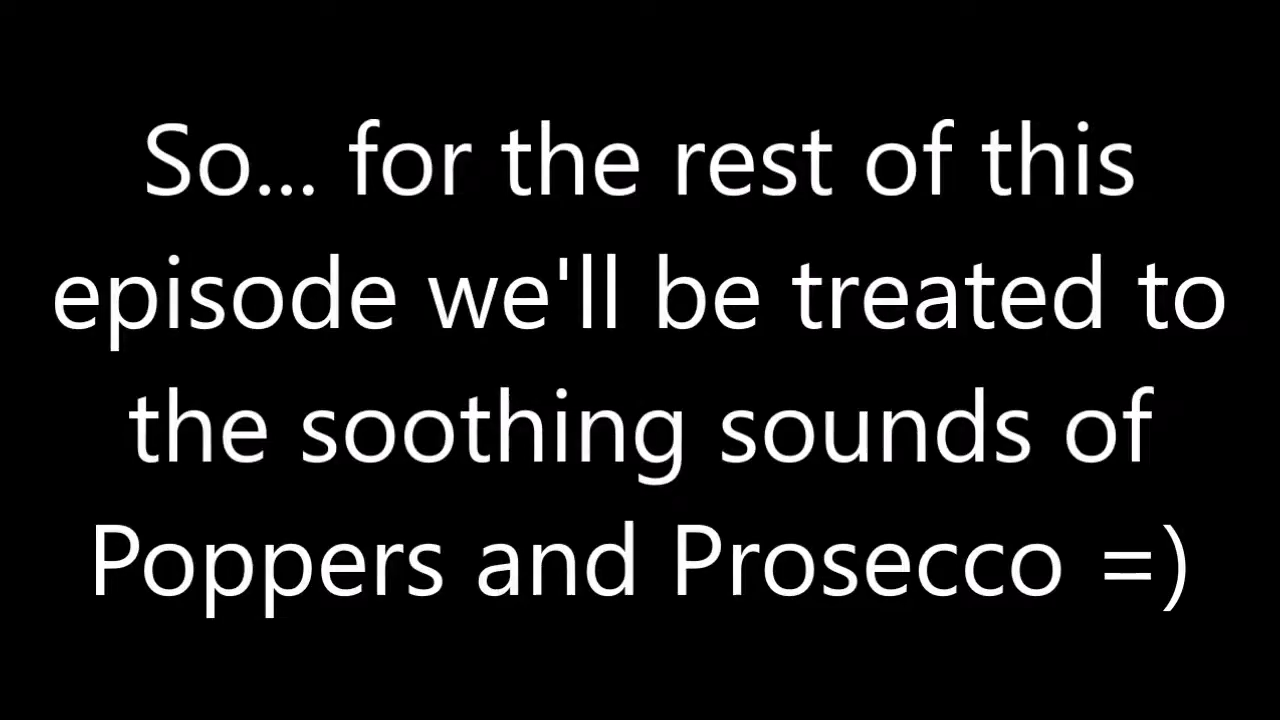 So... for the rest of this
episode we'll be treated to
the soothing sounds of
Poppers and Prosecco =)